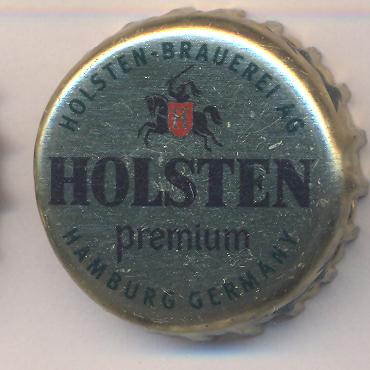 HOLSTEN-BRAUEREI AG
HOLSTEN
premium
HAMBURG GERMANY